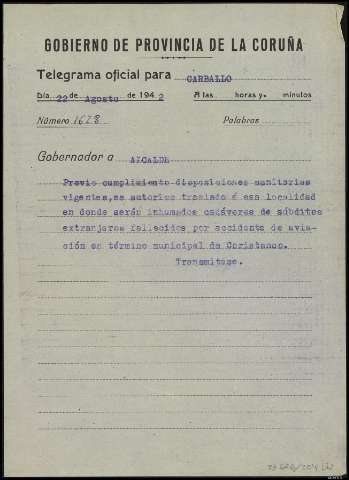 GOBIERNO DE PROVINCIA DE LA CORUÑA
Telegrama oficial para CARBALLO
Día 22 de Agosto de 1942 A las horas y minutos
Número 1628 Palabras
Gobernador a ALCALDE
Previo cumplimiento disposiciones sanitarias
vigentes, se autoriza traslado á esa localidad
en donde serán inhumados cadáveres de súbditos
extranjeros fallecidos por accidente de avia-
ción en término municipal de Coristanco.
Transmítase.